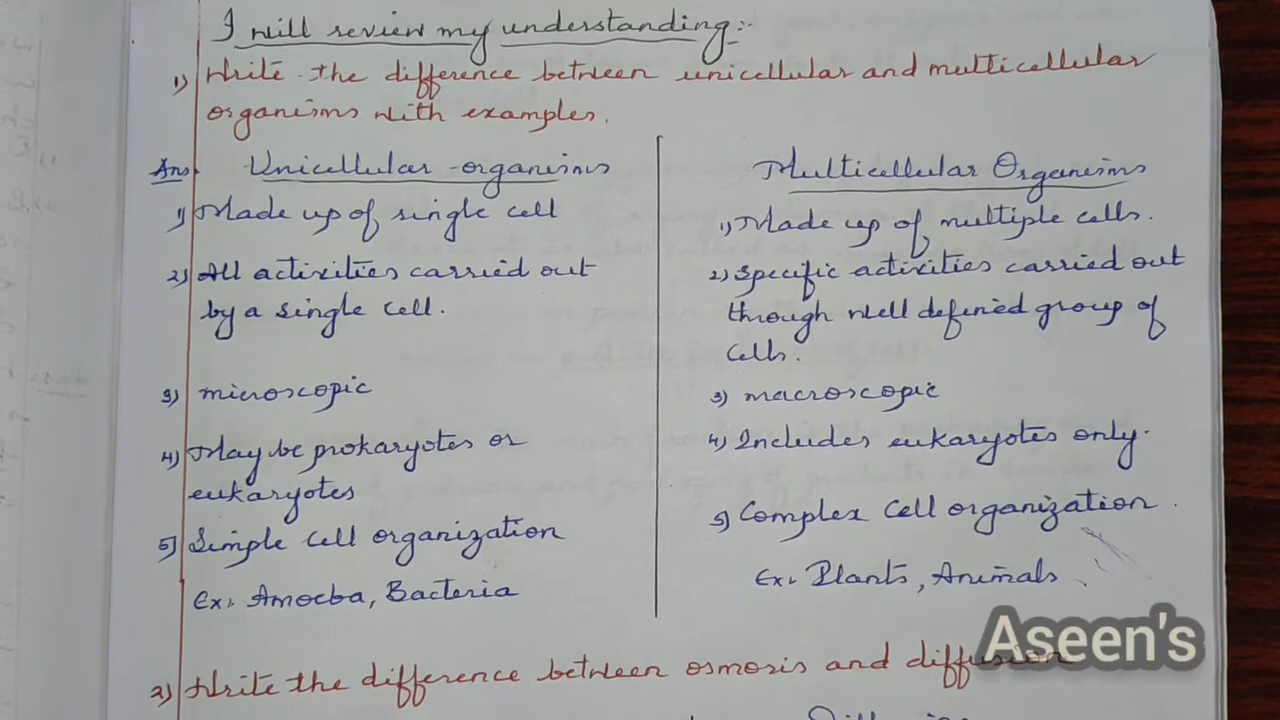 I will review my understanding:-
1) Write the difference between unicellular and multicellular
organisms with examples.
Ans Unicellular organisms
1) Made up of single cell
2) All activities carried out
by a single cell.
3) microscopic
4) May be prokaryotes or
eukaryotes
5) Simple cell organization
Ex. Amoeba, Bacteria
Multicellular Organisms
1) Made up of multiple cells.
2) Specific activities carried out
through well defined group of
cells.
3) macroscopic
4) Includes eukaryotes only.
5) Complex cell organization.
Ex. Plants, Animals
Aseen's
2) Write the difference between osmosis and diffusion